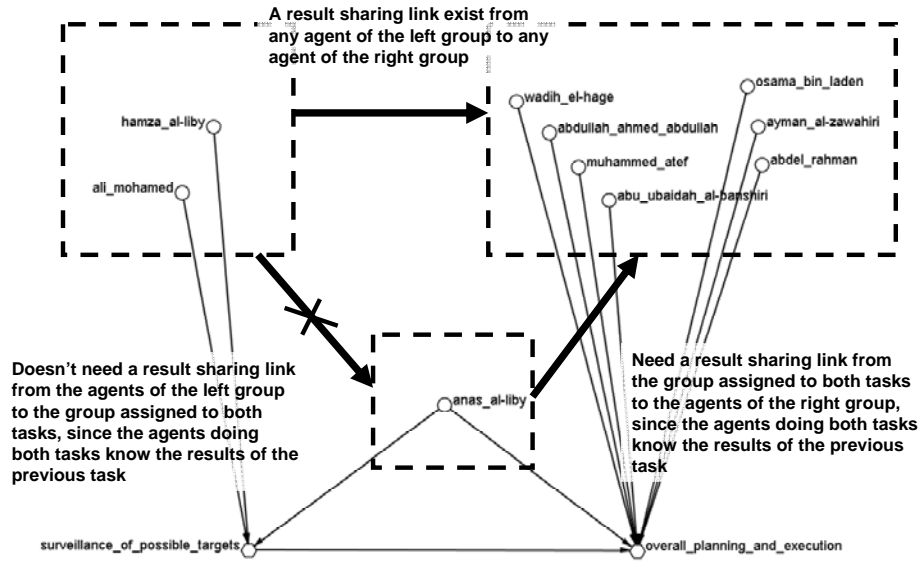 A result sharing link exist from
any agent of the left group to any
agent of the right group
osama_bin_laden
wadih_el-hage
hamza_al-liby
abdullah_ahmed_abdullah
ayman_al-zawahiri
muhammed_atef
abdel_rahman
ali_mohamed
abu_ubaidah_al-banshiri
Doesn't need a result sharing link
from the agents of the left group
to the group assigned to both
tasks, since the agents doing
both tasks know the results of the
previous task
anas_al-liby
Need a result sharing link from
the group assigned to both tasks
to the agents of the right group,
since the agents doing both tasks
know the results of the previous
task
surveillance_of_possible_targets
overall_planning_and_execution